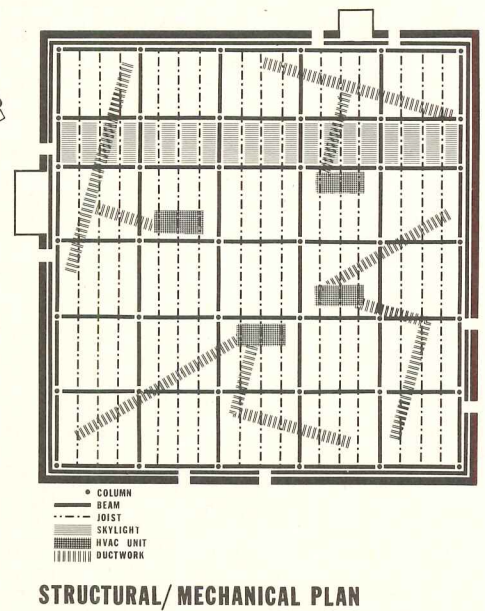 COLUMN
BEAM
JOIST
SKYLIGHT
HVAC UNIT
DUCTWORK
STRUCTURAL/MECHANICAL PLAN